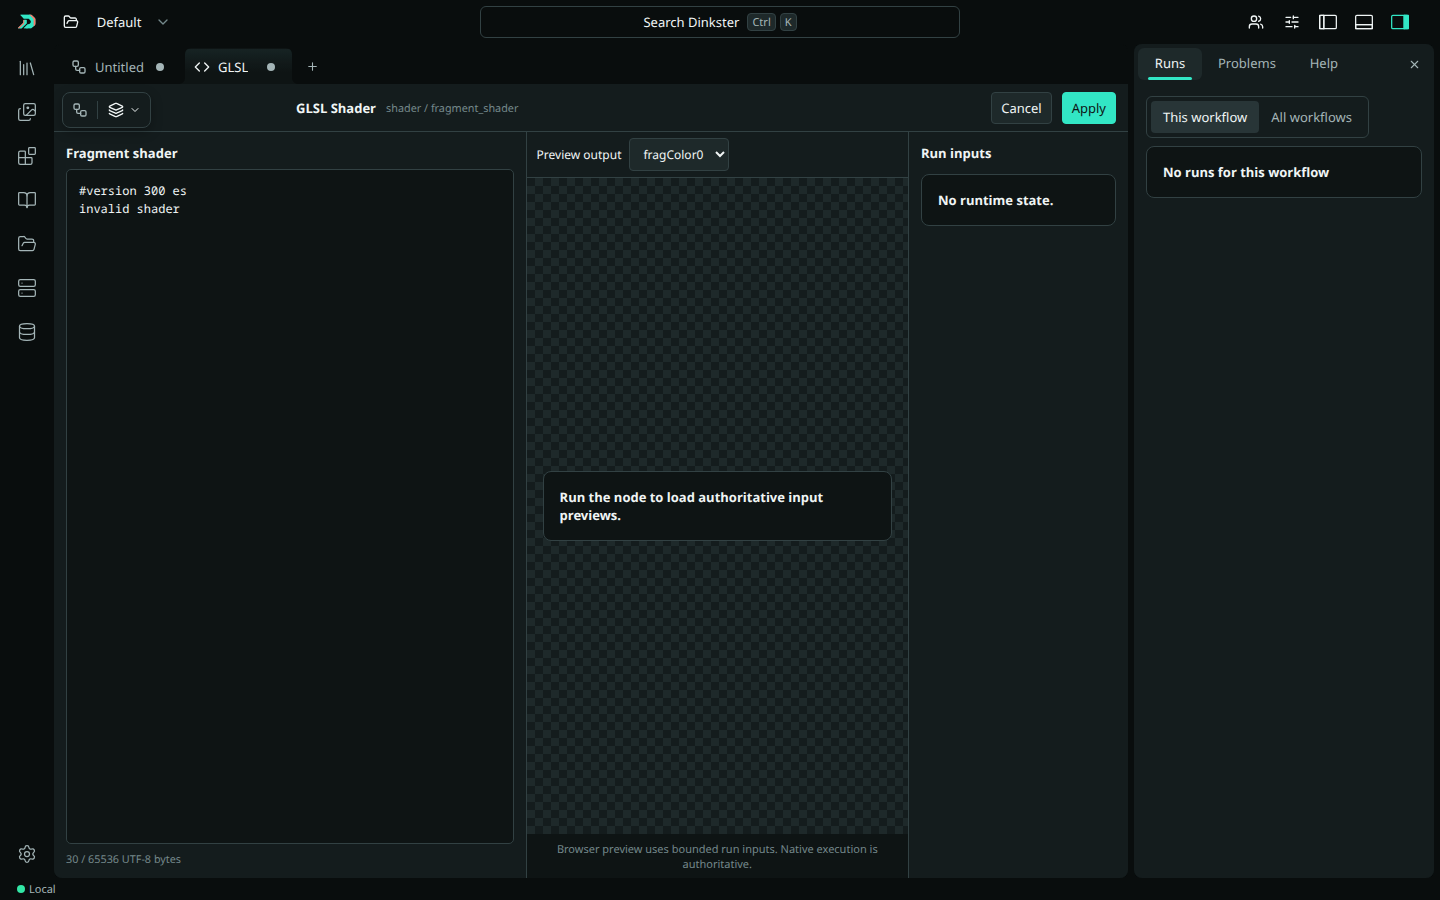 Default
Search Dinkster Ctrl K
Untitled
GLSL
Runs Problems Help
GLSL Shader shader / fragment_shader
Cancel Apply
This workflow All workflows
No runs for this workflow
Fragment shader
#version 300 es
invalid shader
30 / 65536 UTF-8 bytes
Preview output fragColor0
Run the node to load authoritative input
previews.
Browser preview uses bounded run inputs. Native execution is
authoritative.
Run inputs
No runtime state.
Local